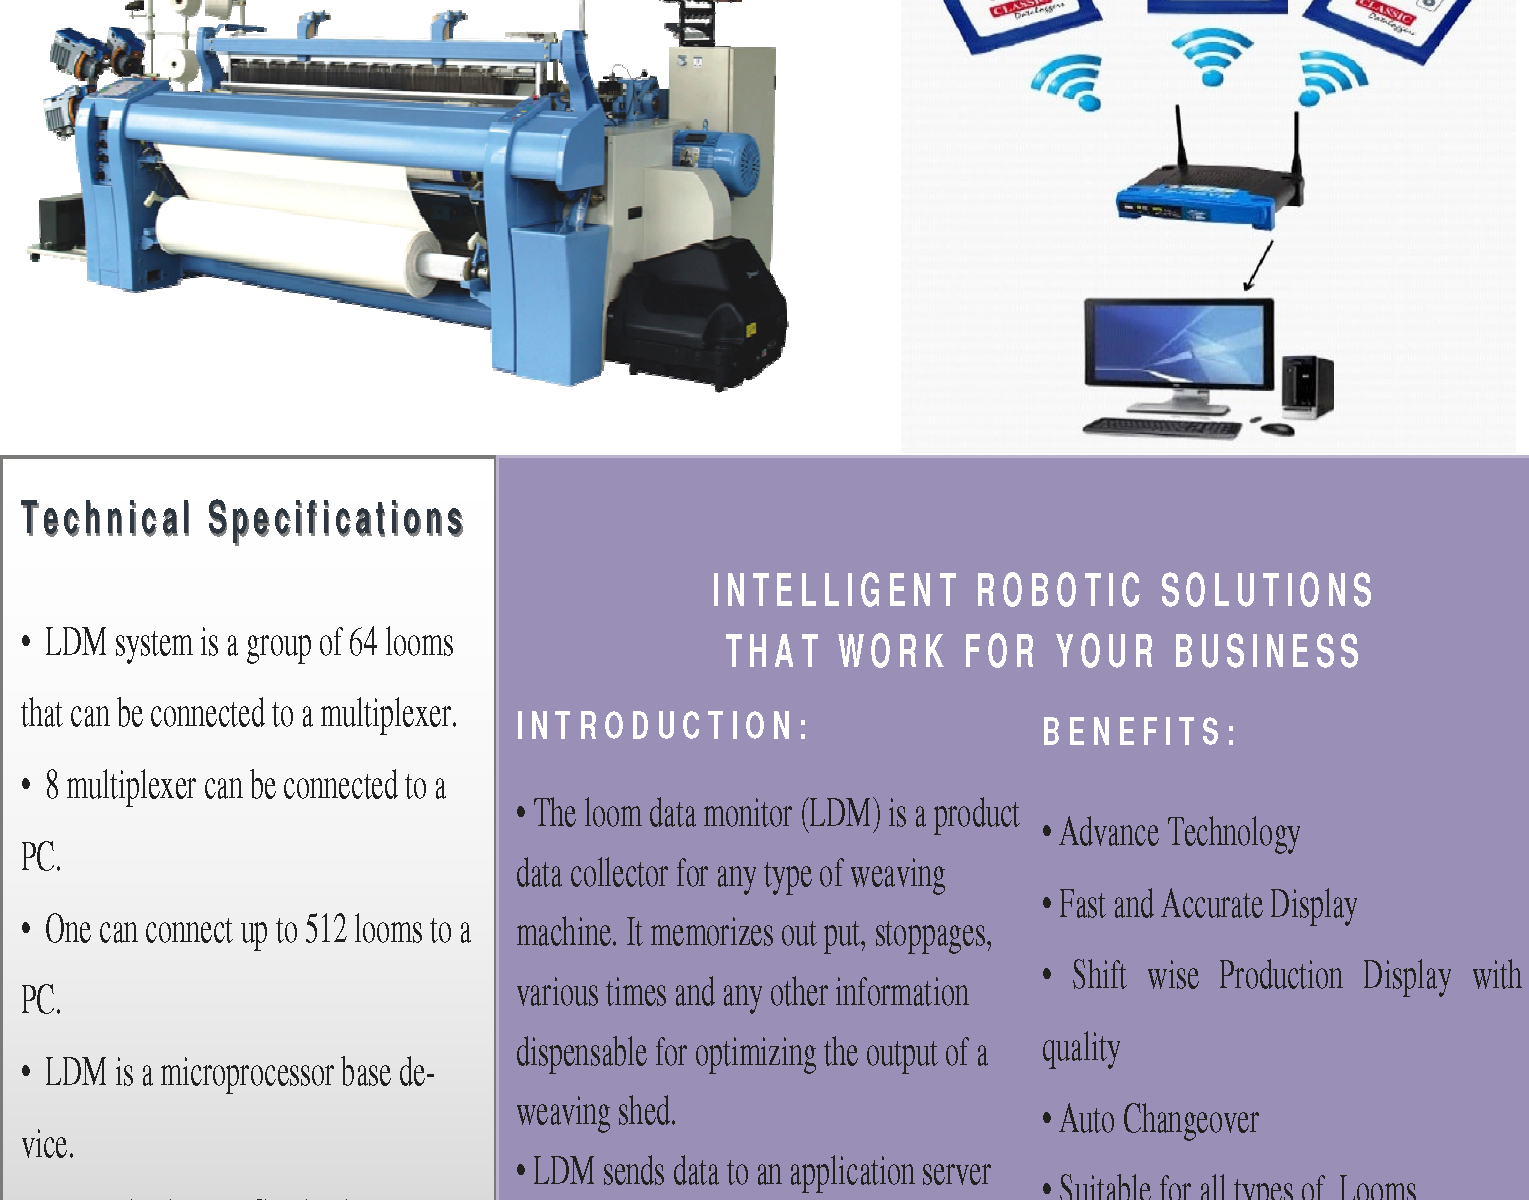 CLASSIC
DataLoggers
CLASSIC
DataLoggers
Technical Specifications
• LDM system is a group of 64 looms
that can be connected to a multiplexer.
• 8 multiplexer can be connected to a
PC.
• One can connect up to 512 looms to a
PC.
• LDM is a microprocessor base de-
vice.
INTELLIGENT ROBOTIC SOLUTIONS
THAT WORK FOR YOUR BUSINESS
INTRODUCTION:
• The loom data monitor (LDM) is a product
data collector for any type of weaving
machine. It memorizes out put, stoppages,
various times and any other information
dispensable for optimizing the output of a
weaving shed.
• LDM sends data to an application server
BENEFITS:
• Advance Technology
• Fast and Accurate Display
• Shift wise Production Display with
quality
• Auto Changeover
• Suitable for all types of Looms